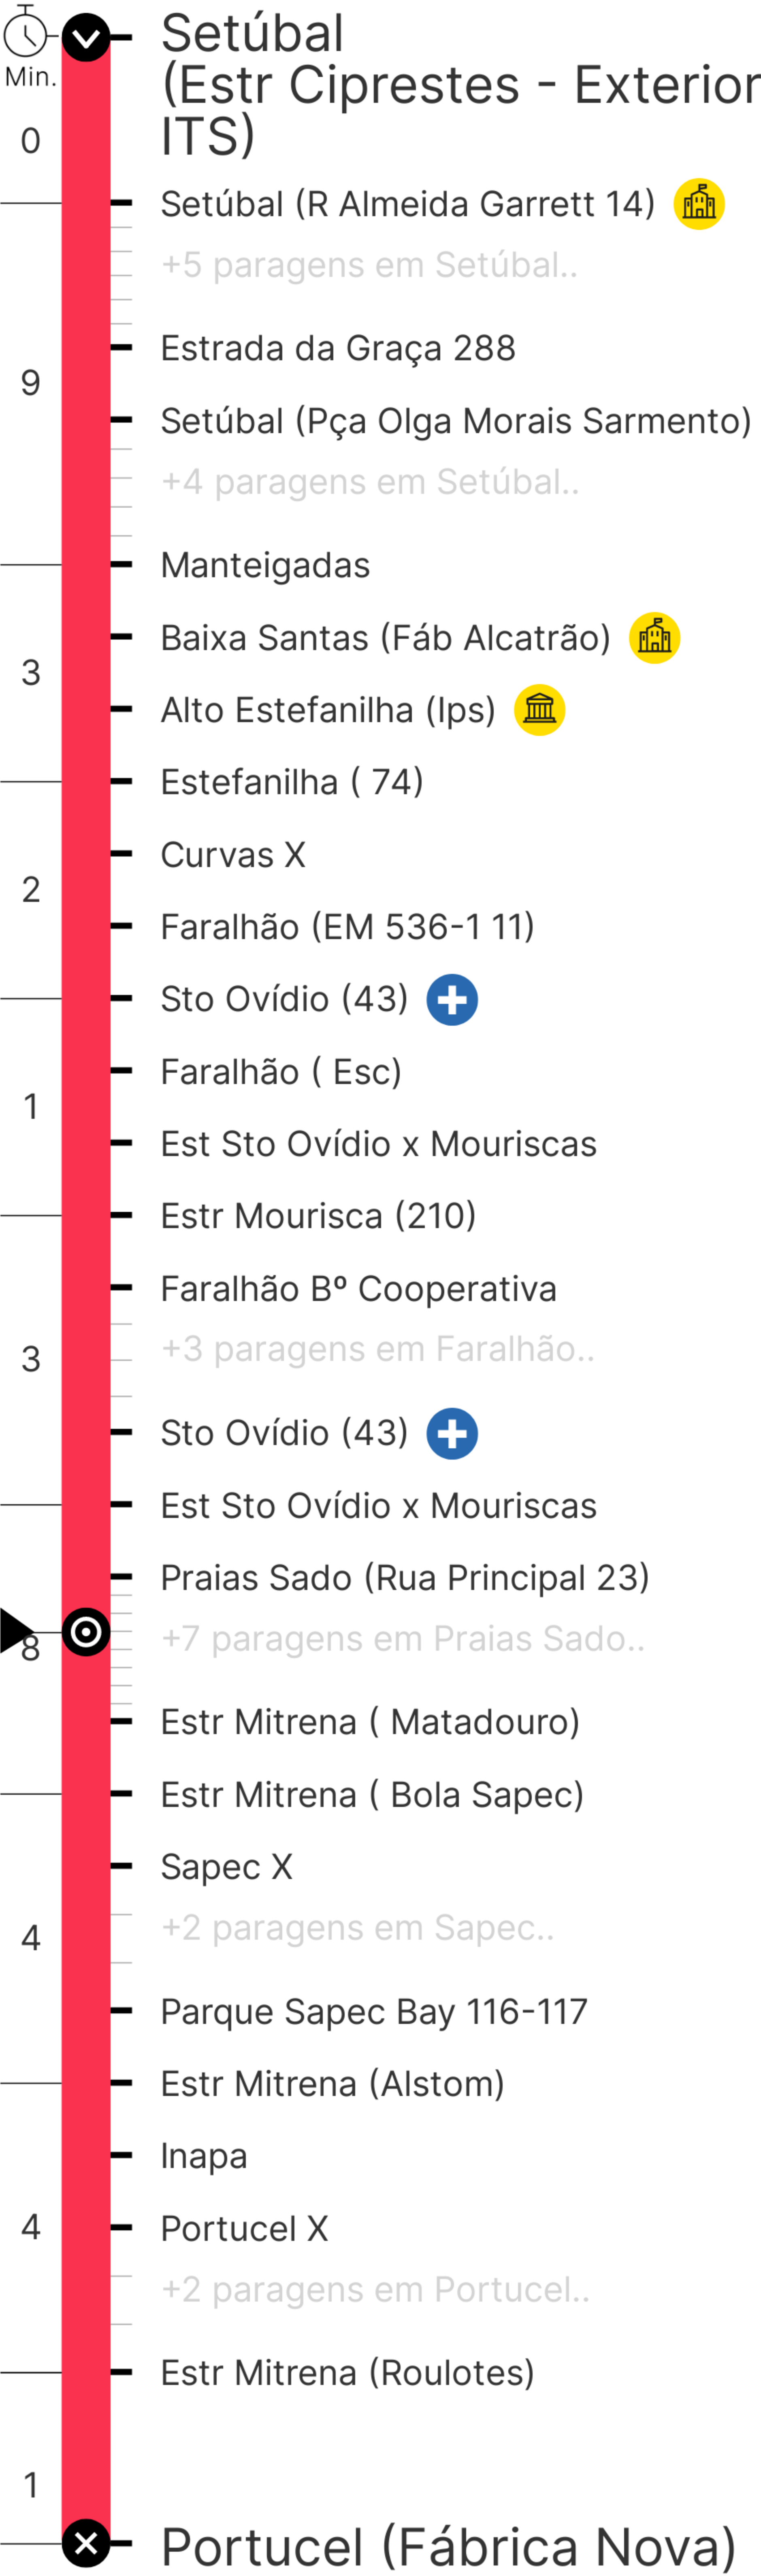 Setúbal
(Estr Ciprestes - Exterior
ITS)
Min.
0
Setúbal (R Almeida Garrett 14)
+5 paragens em Setúbal..
Estrada da Graça 288
9
Setúbal (Pça Olga Morais Sarmento)
+4 paragens em Setúbal..
Manteigadas
Baixa Santas (Fáb Alcatrão)
3
Alto Estefanilha (Ips)
Estefanilha ( 74)
Curvas X
2
Faralhão (EM 536-1 11)
Sto Ovídio (43)
Faralhão ( Esc)
1
Est Sto Ovídio x Mouriscas
Estr Mourisca (210)
Faralhão Bº Cooperativa
+3 paragens em Faralhão..
3
Sto Ovídio (43)
Est Sto Ovídio x Mouriscas
Praias Sado (Rua Principal 23)
+7 paragens em Praias Sado..
8
Estr Mitrena ( Matadouro)
Estr Mitrena ( Bola Sapec)
Sapec X
+2 paragens em Sapec..
4
Parque Sapec Bay 116-117
Estr Mitrena (Alstom)
Inapa
Portucel X
4
+2 paragens em Portucel..
Estr Mitrena (Roulotes)
1
Portucel (Fábrica Nova)